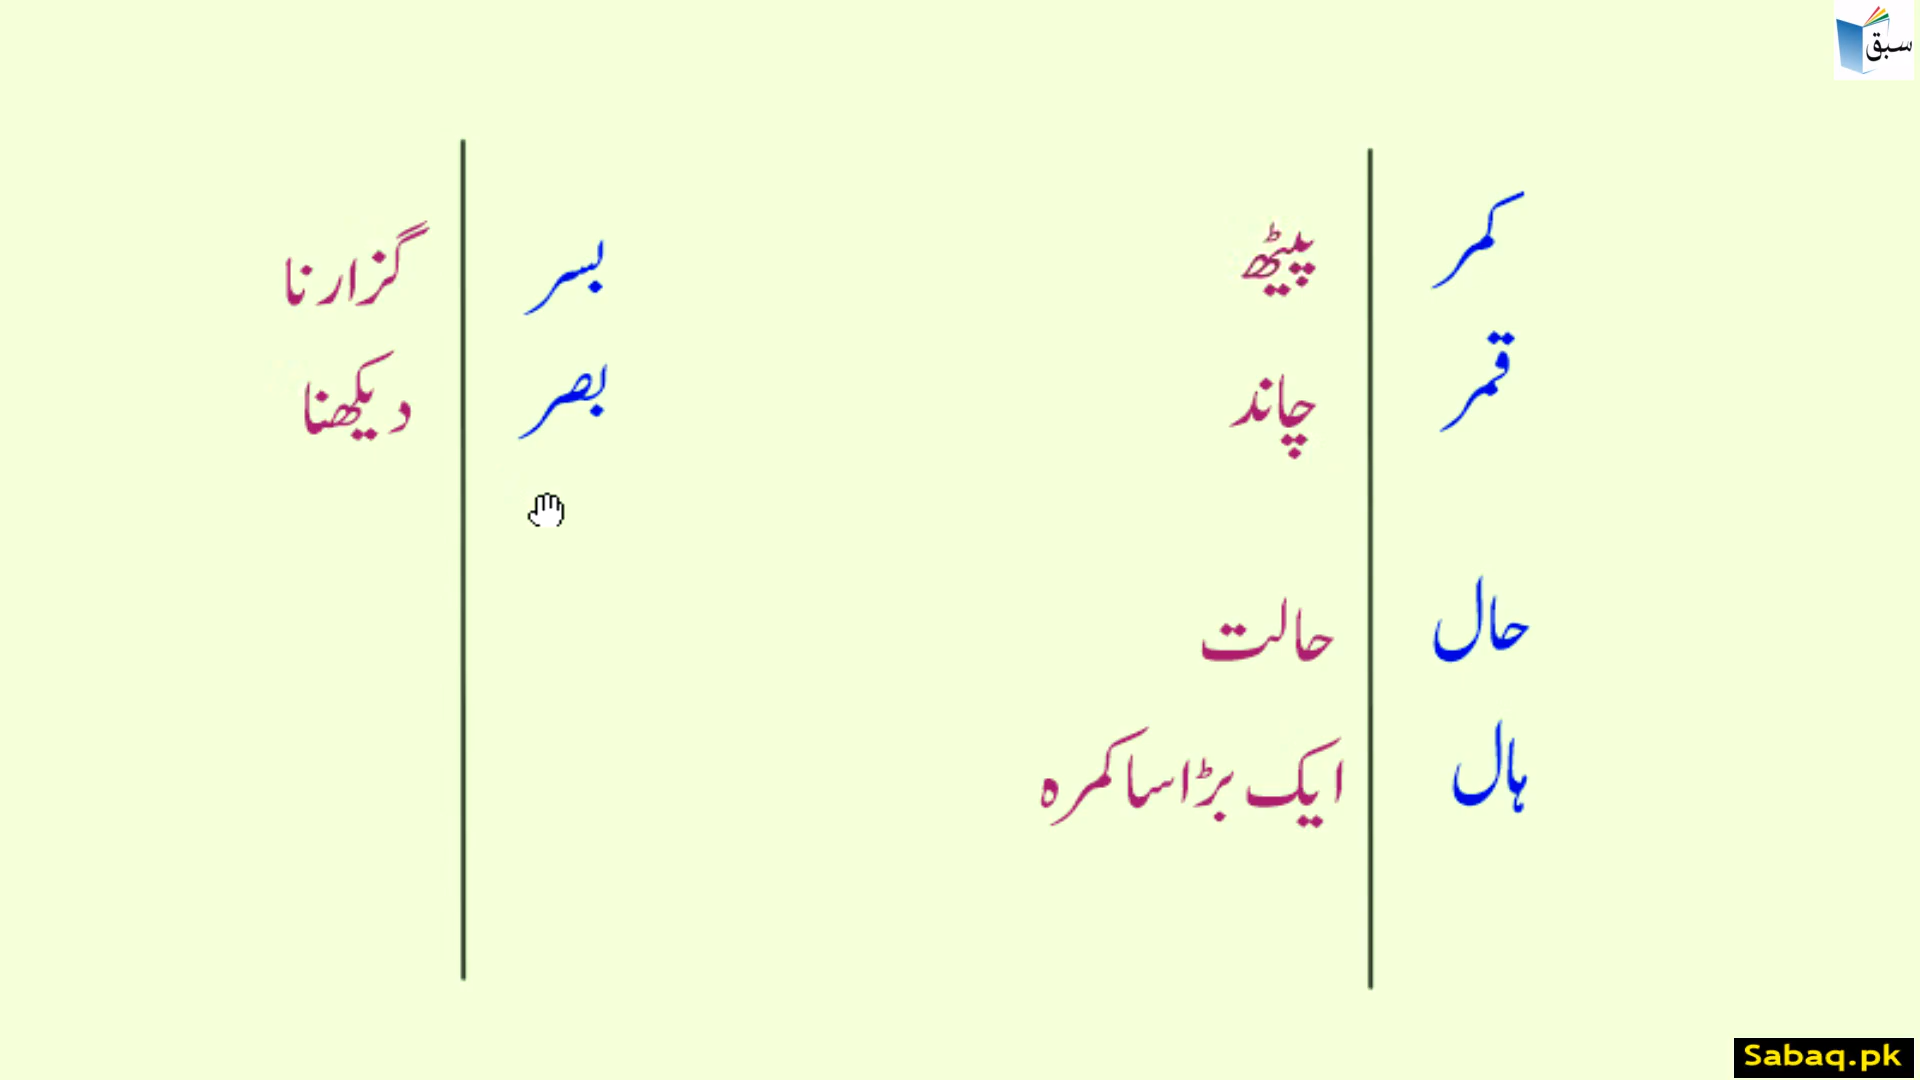 سبق
کمر
پیٹھ
قمر
چاند
حال
حالت
ہال
ایک بڑا سا کمرہ
بسر
گزارنا
بصر
دیکھنا
Sabaq.pk